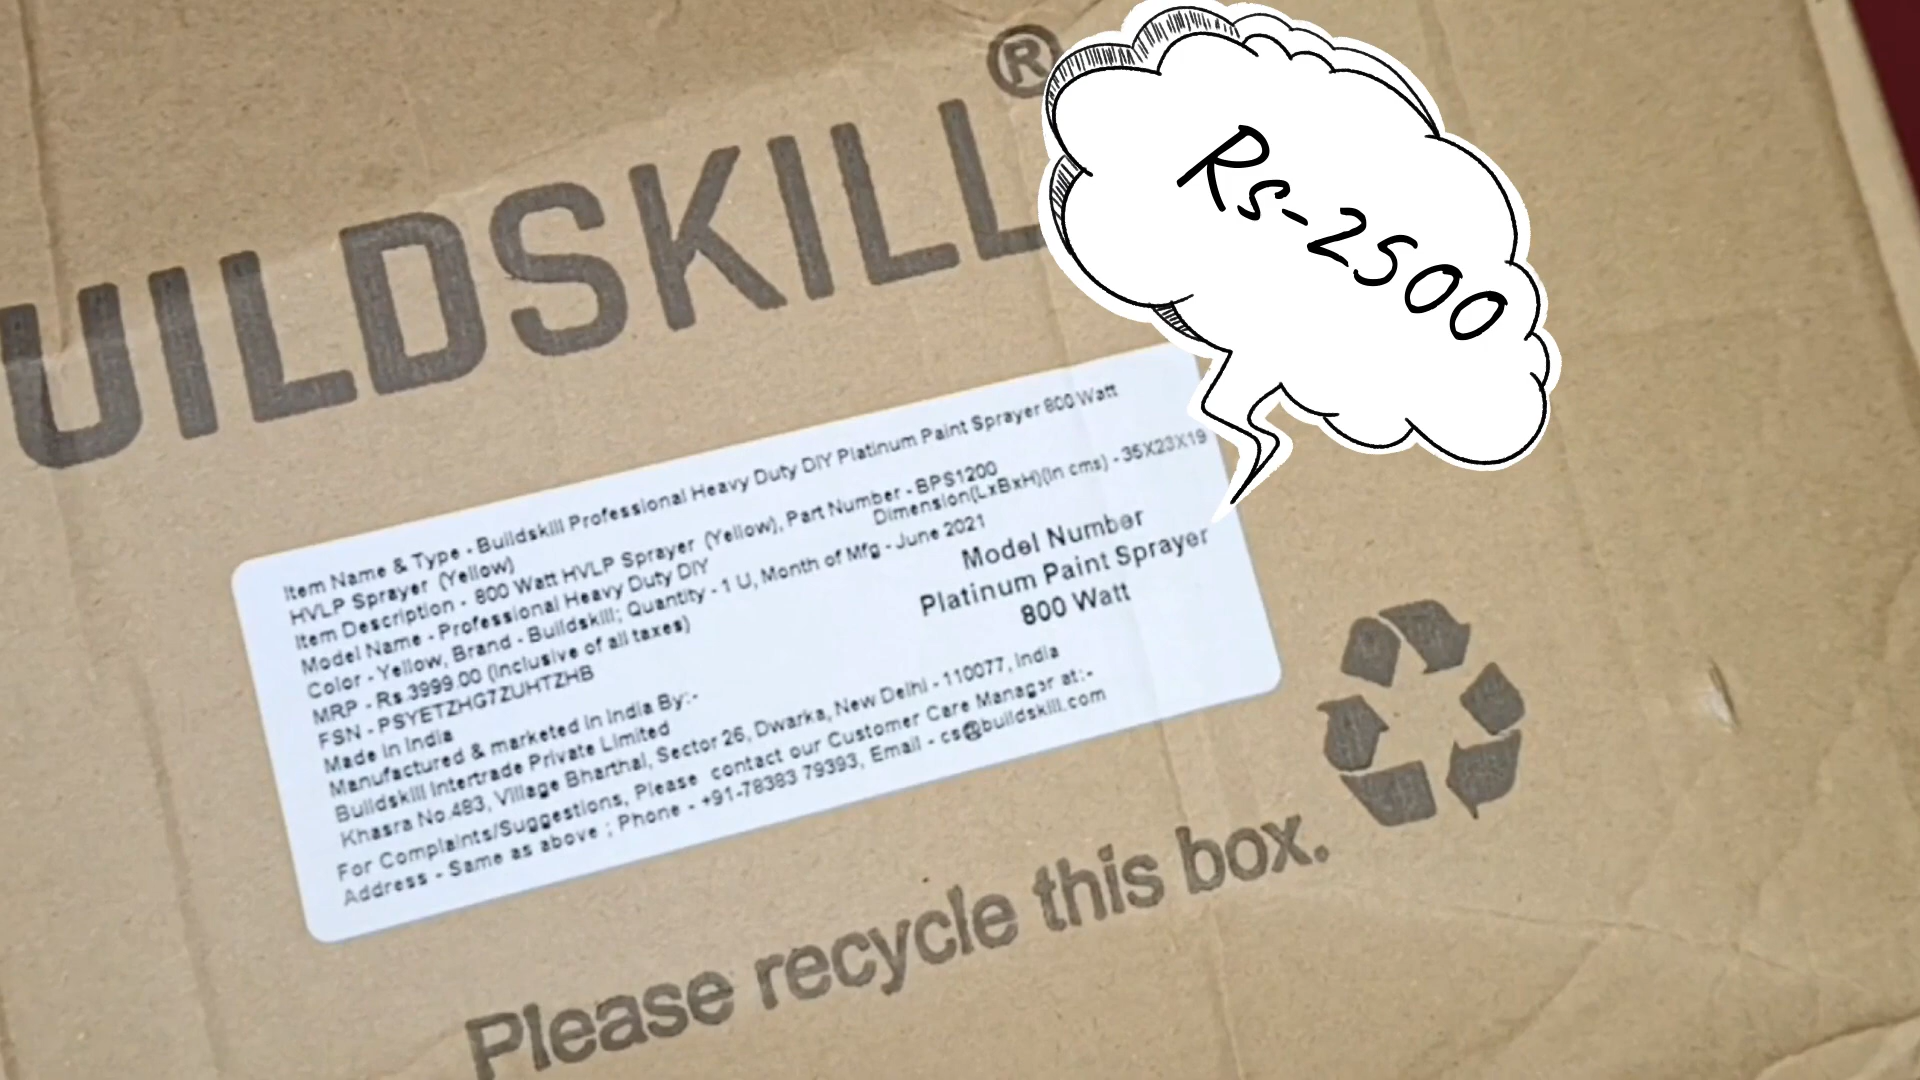 UILDSKILL®
Rs-2500
Item Name & Type - Buildskill Professional Heavy Duty DIY Platinum Paint Sprayer 800 Watt
HVLP Sprayer (Yellow)
Item Description - 800 Watt HVLP Sprayer (Yellow), Part Number - BPS1200
Model Name - Professional Heavy Duty DIY Dimension(LxBxH)(in cms) - 35X23X19
Color - Yellow, Brand - Buildskill; Quantity - 1 U, Month of Mfg - June 2021
MRP - Rs.3999.00 (Inclusive of all taxes)
FSN - PSYETZHG7ZUHTZHB
Made in India
Model Number
Platinum Paint Sprayer
800 Watt
Manufactured & marketed in India By:-
Buildskill Intertrade Private Limited
Khasra No.483, Village Bharthal, Sector 26, Dwarka, New Delhi - 110077, India
For Complaints/Suggestions, Please contact our Customer Care Manager at:-
Address - Same as above ; Phone - +91-78383 79393, Email - cs@buildskill.com
Please recycle this box.